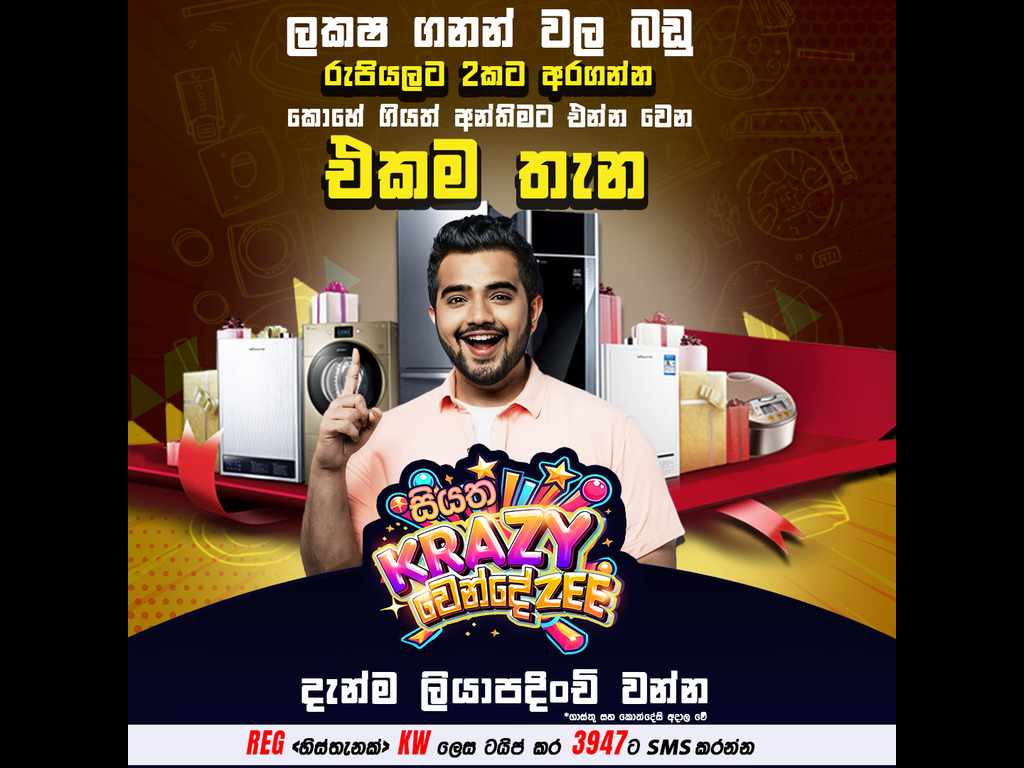 ලකෂ ගනන් වල බඩු
රුපියලට 2කට අරගන්න
කොහේ ගියත් අන්තිමට එන්න වෙන
එකම තැන
සියත
KRAZY
වෙන්දේZEE
දැන්ම ලියාපදිංචි වන්න
*ගාස්තු සහ කොන්දේසි අදාල වේ
REG <හිස්තැනක්> KW ලෙස ටයිප් කර 3947ට SMS කරන්න